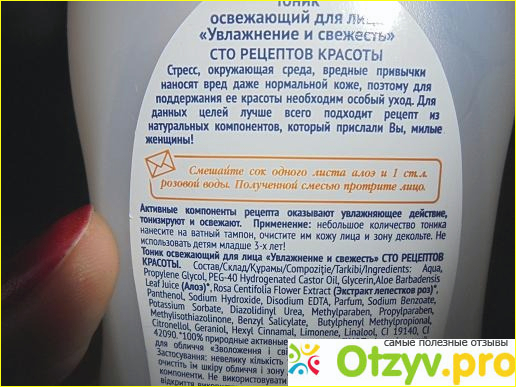 Тоник
освежающий для лица
«Увлажнение и свежесть»
СТО РЕЦЕПТОВ КРАСОТЫ
Стресс, окружающая среда, вредные привычки
наносят вред даже нормальной коже, поэтому для
поддержания ее красоты необходим особый уход. Для
данных целей лучше всего подходит рецепт из
натуральных компонентов, который прислали Вы, милые
женщины!
Смешайте сок одного листа алоэ и 1 ст.л.
розовой воды. Полученной смесью протрите лицо.
Активные компоненты рецепта оказывают увлажняющее действие,
тонизируют и освежают. Применение: небольшое количество тоника
нанесите на ватный тампон, очистите им кожу лица и зону декольте. Не
использовать детям младше 3-х лет!
Тоник освежающий для лица «Увлажнение и свежесть» СТО РЕЦЕПТОВ
КРАСОТЫ. Состав/Склад/Құрамы/Compoziţie/Tarkibi/Ingredients: Aqua,
Propylene Glycol, PEG-40 Hydrogenated Castor Oil, Glycerin, Aloe Barbadensis
Leaf Juice (Алоэ)*, Rosa Centifolia Flower Extract (Экстракт лепестков роз)*,
Panthenol, Sodium Hydroxide, Disodium EDTA, Parfum, Sodium Benzoate,
Potassium Sorbate, Diazolidinyl Urea, Methylparaben, Propylparaben,
Methylisothiazolinone, Benzyl Salicylate, Butylphenyl Methylpropional,
Citronellol, Geraniol, Hexyl Cinnamal, Limonene, Linalool, CI 19140, CI
42090. *100% природные активные
для обличчя «Зволоження і св
Застосування: невелику кількість
очистіть їм шкіру обличчя і зон
компоненти. Не використовувати
відкриття
самые полезные отзывы
Otzyv.pro